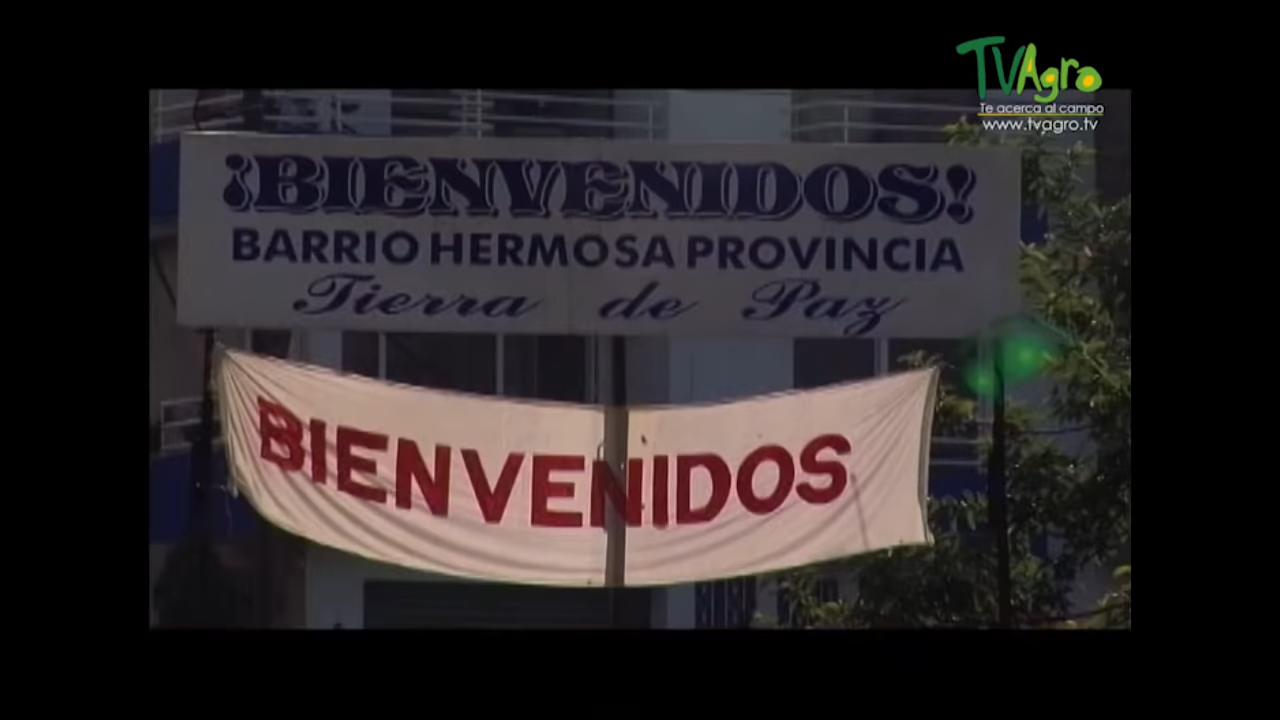 TVAgro
Te acerca al campo
www.tvagro.tv
¡BIENVENIDOS!
BARRIO HERMOSA PROVINCIA
Tierra de Paz
BIENVENIDOS